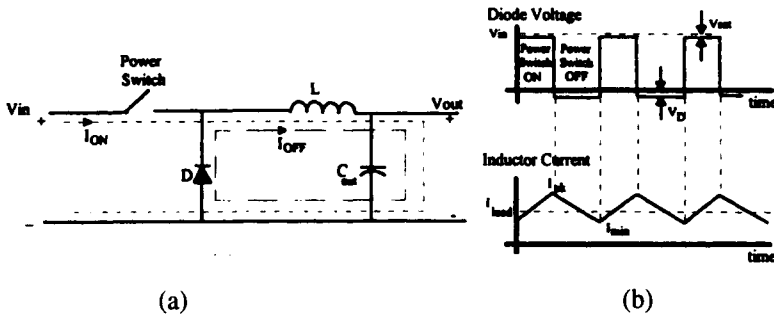 Power
Switch
L
Vin
Vout
+
+
I_ON
I_OFF
D
C_out
-
(a)
Diode Voltage
Vin
V_sat
Power
Switch
ON
Power
Switch
OFF
V_D
time
Inductor Current
I_pk
I_load
I_min
time
(b)